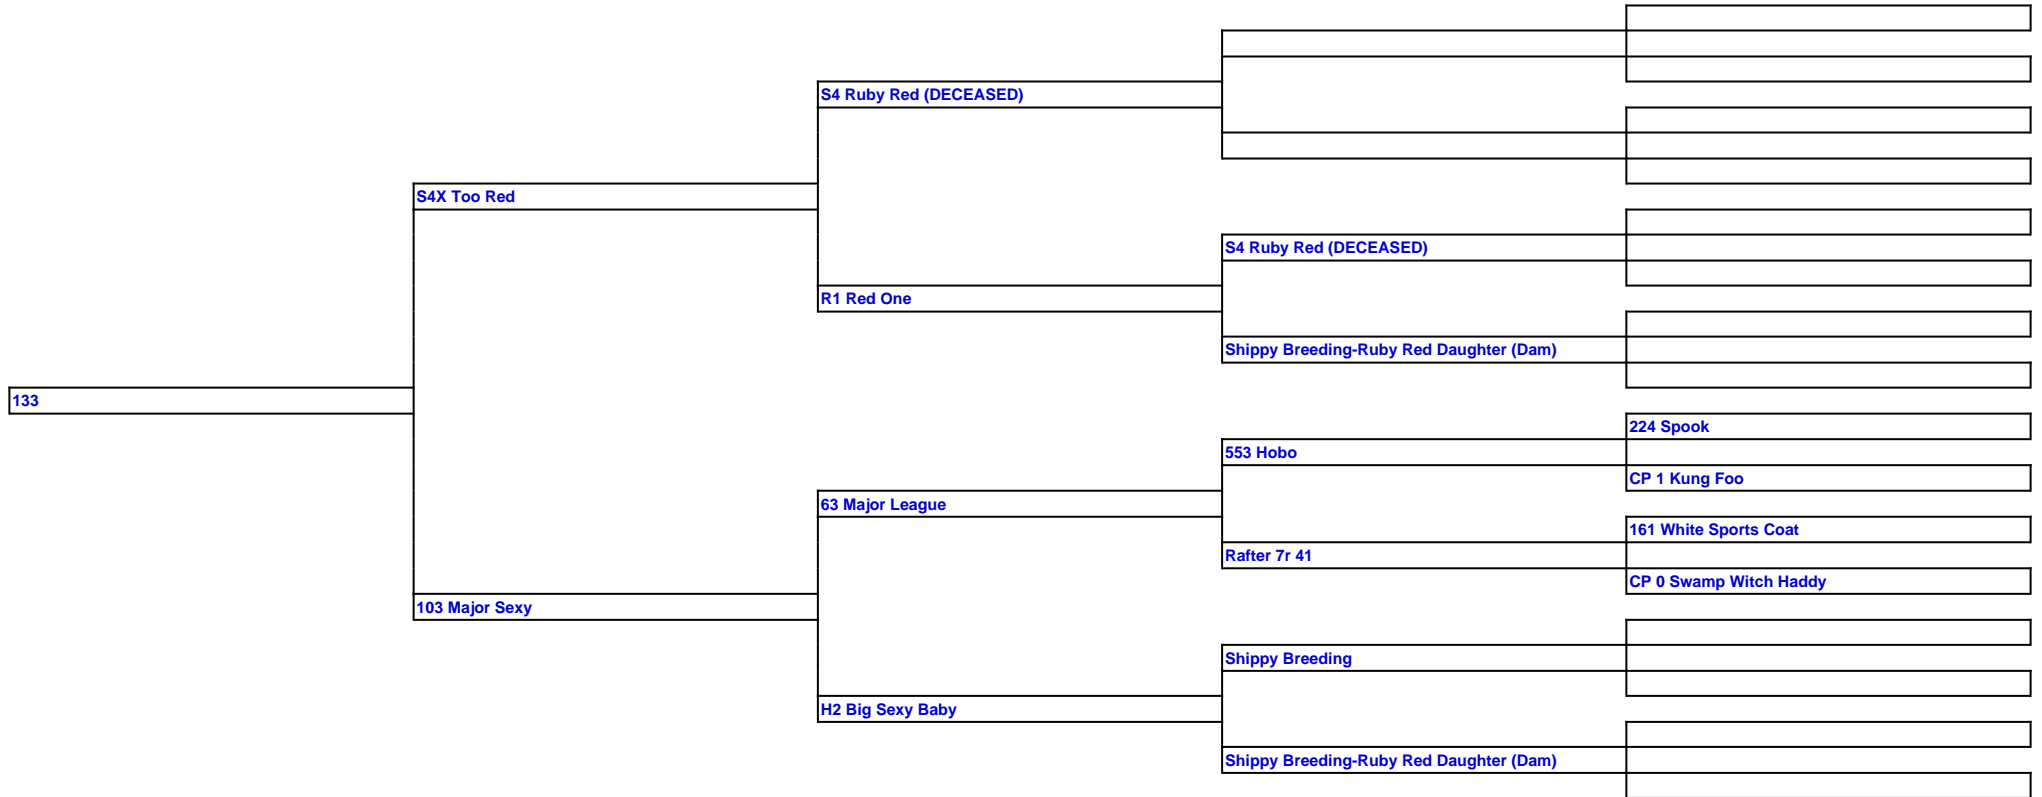 133
S4X Too Red
103 Major Sexy
S4 Ruby Red (DECEASED)
R1 Red One
63 Major League
H2 Big Sexy Baby
S4 Ruby Red (DECEASED)
Shippy Breeding-Ruby Red Daughter (Dam)
553 Hobo
Rafter 7r 41
Shippy Breeding
Shippy Breeding-Ruby Red Daughter (Dam)
224 Spook
CP 1 Kung Foo
161 White Sports Coat
CP 0 Swamp Witch Haddy